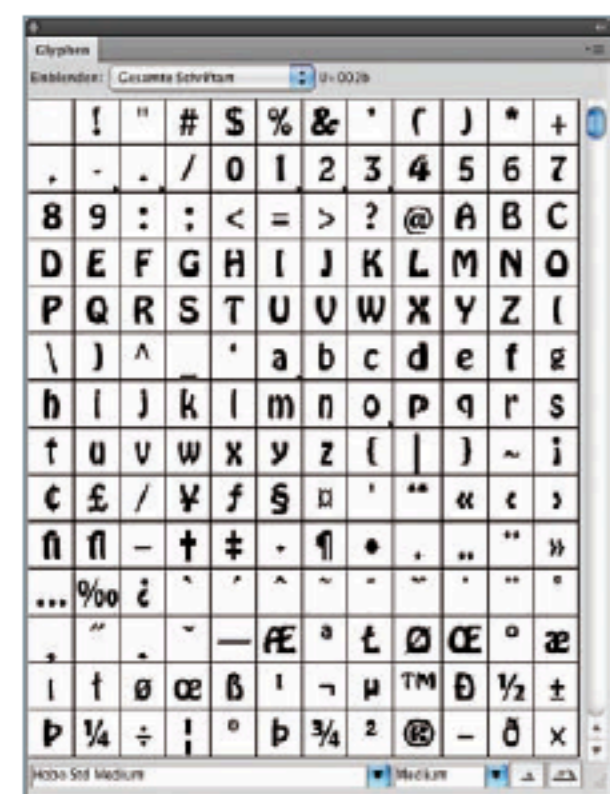 Glyphen
Einblenden: Gesamte Schriftart U+002b
! " # $ % & ' ( ) * +
, - . / 0 1 2 3 4 5 6 7
8 9 : ; < = > ? @ A B C
D E F G H I J K L M N O
P Q R S T U V W X Y Z [
\ ] ^ _ ` a b c d e f g
h i j k l m n o p q r s
t u v w x y z { | } ~ ¡
¢ £ ⁄ ¥ ƒ § ¤ ' “ « ‹ ›
fi fl – † ‡ · ¶ • ‚ „ ” »
… ‰ ¿ ` ´ ˆ ˜ ¯ ˘ ˙ ¨ ˚
¸ ˝ ˛ ˇ — Æ ª Ł Ø Œ º æ
ı ł ø œ ß ¹ ¬ µ ™ Đ ½ ±
Þ ¼ ÷ ¦ ° þ ¾ ² ® − ð ×
Hobo Std Medium Medium